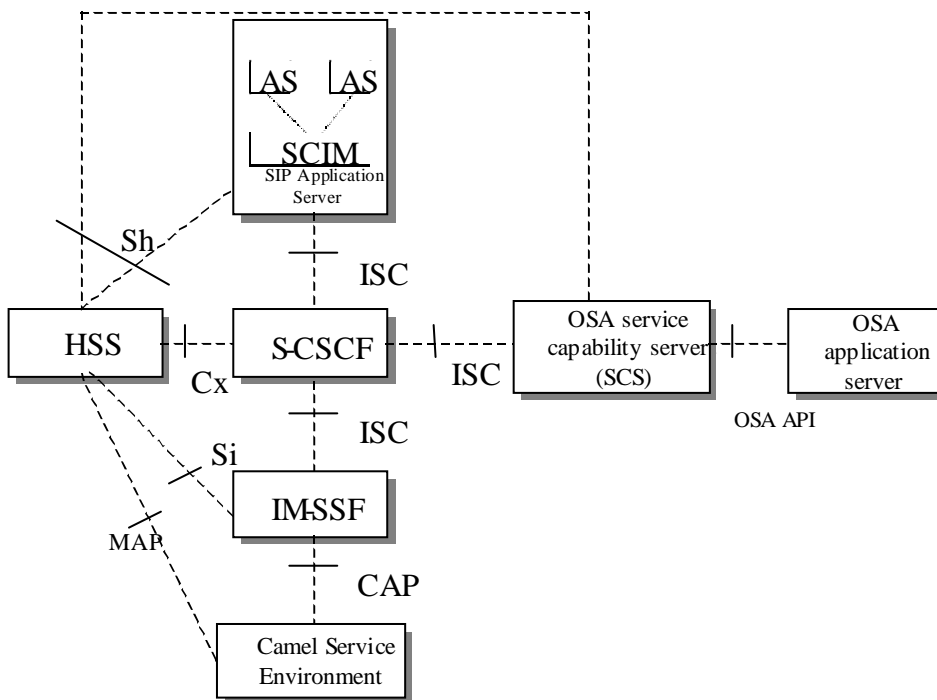 AS AS
SCIM
SIP Application
Server
Sh
ISC
HSS
S-CSCF
OSA service
capability server
(SCS)
OSA
application
server
Cx
ISC
ISC
OSA API
Si
IM-SSF
MAP
CAP
Camel Service
Environment